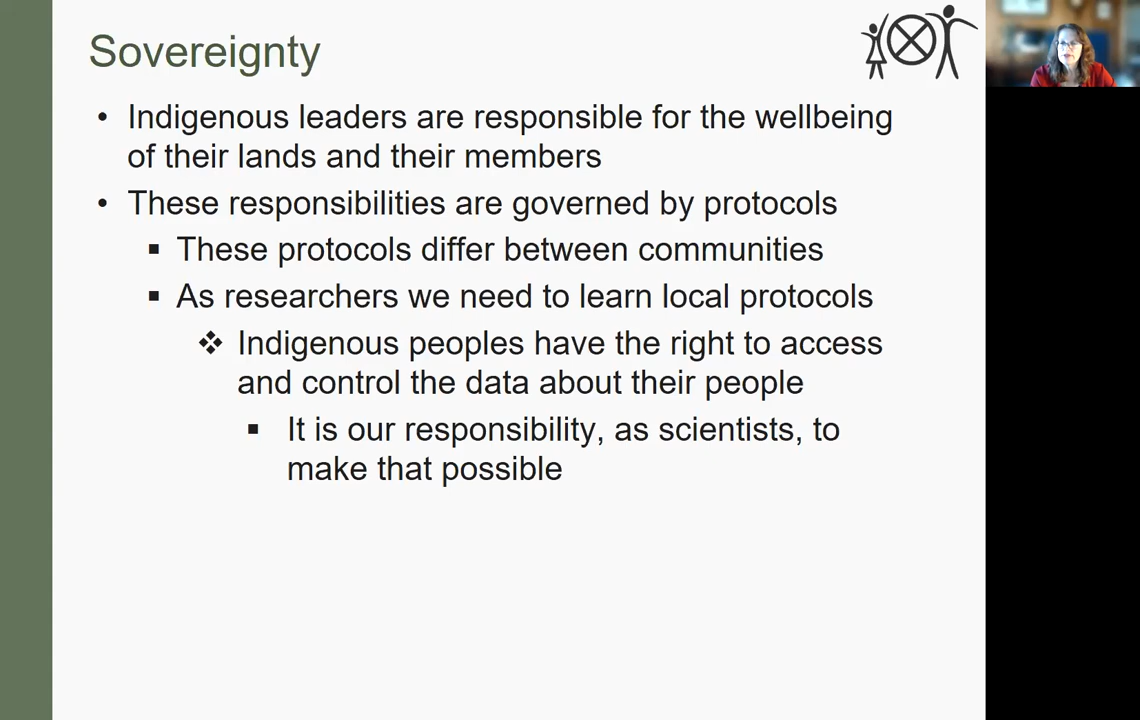 Sovereignty
• Indigenous leaders are responsible for the wellbeing
of their lands and their members
• These responsibilities are governed by protocols
▪ These protocols differ between communities
▪ As researchers we need to learn local protocols
❖ Indigenous peoples have the right to access
and control the data about their people
▪ It is our responsibility, as scientists, to
make that possible